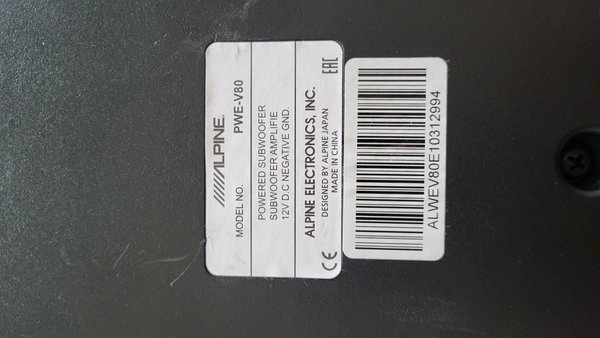 ALPINE
MODEL NO. PWE-V80
POWERED SUBWOOFER
SUBWOOFER AMPLIFIE
12V D.C NEGATIVE GND.
ALPINE ELECTRONICS, INC.
DESIGNED BY ALPINE JAPAN
MADE IN CHINA
CE EAC
ALWEV80E10312994